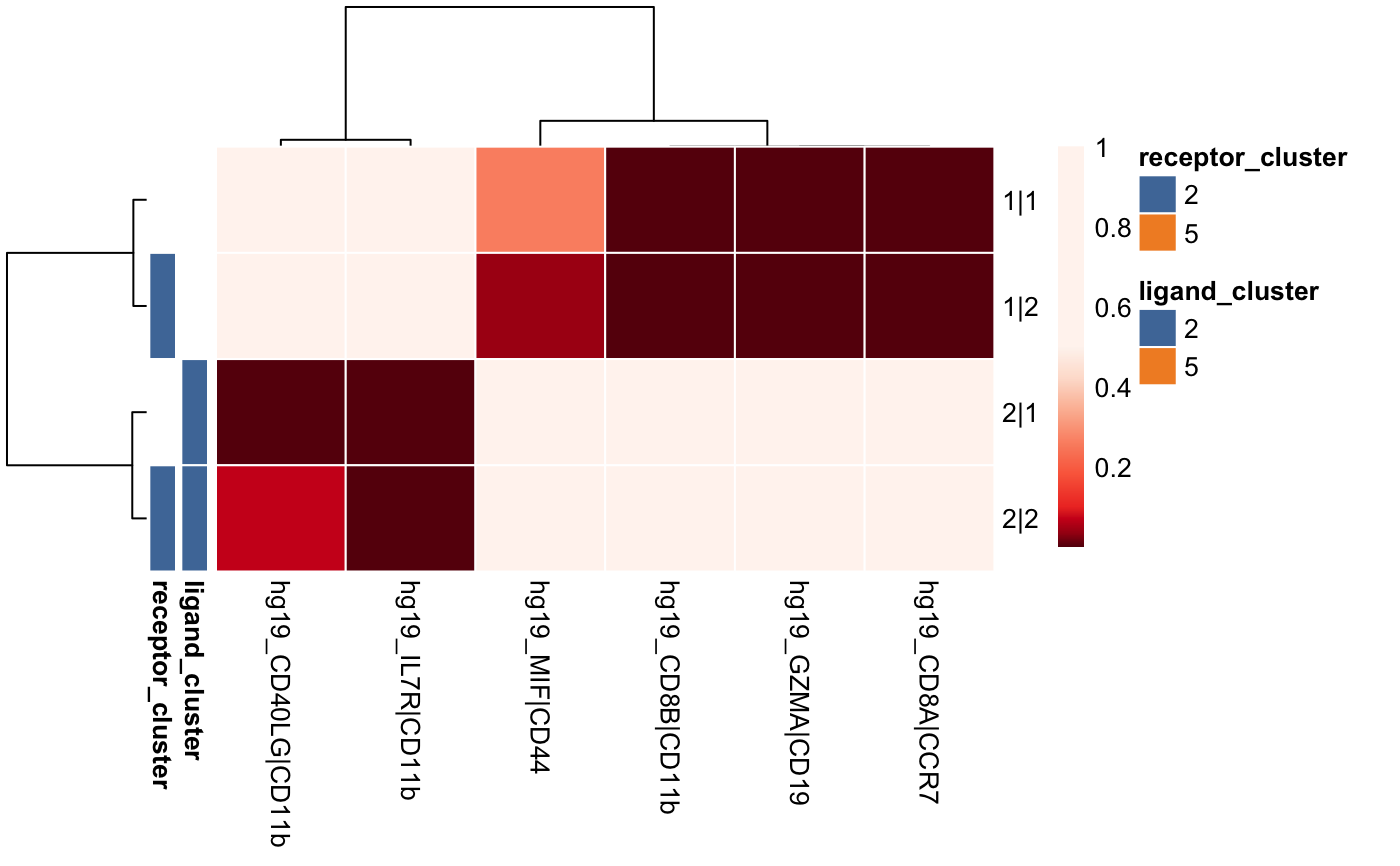 1|1
1|2
2|1
2|2
1
0.8
0.6
0.4
0.2
receptor_cluster
2
5
ligand_cluster
2
5
receptor_cluster
ligand_cluster
hg19_CD40LG|CD11b
hg19_IL7R|CD11b
hg19_MIF|CD44
hg19_CD8B|CD11b
hg19_GZMA|CD19
hg19_CD8A|CCR7